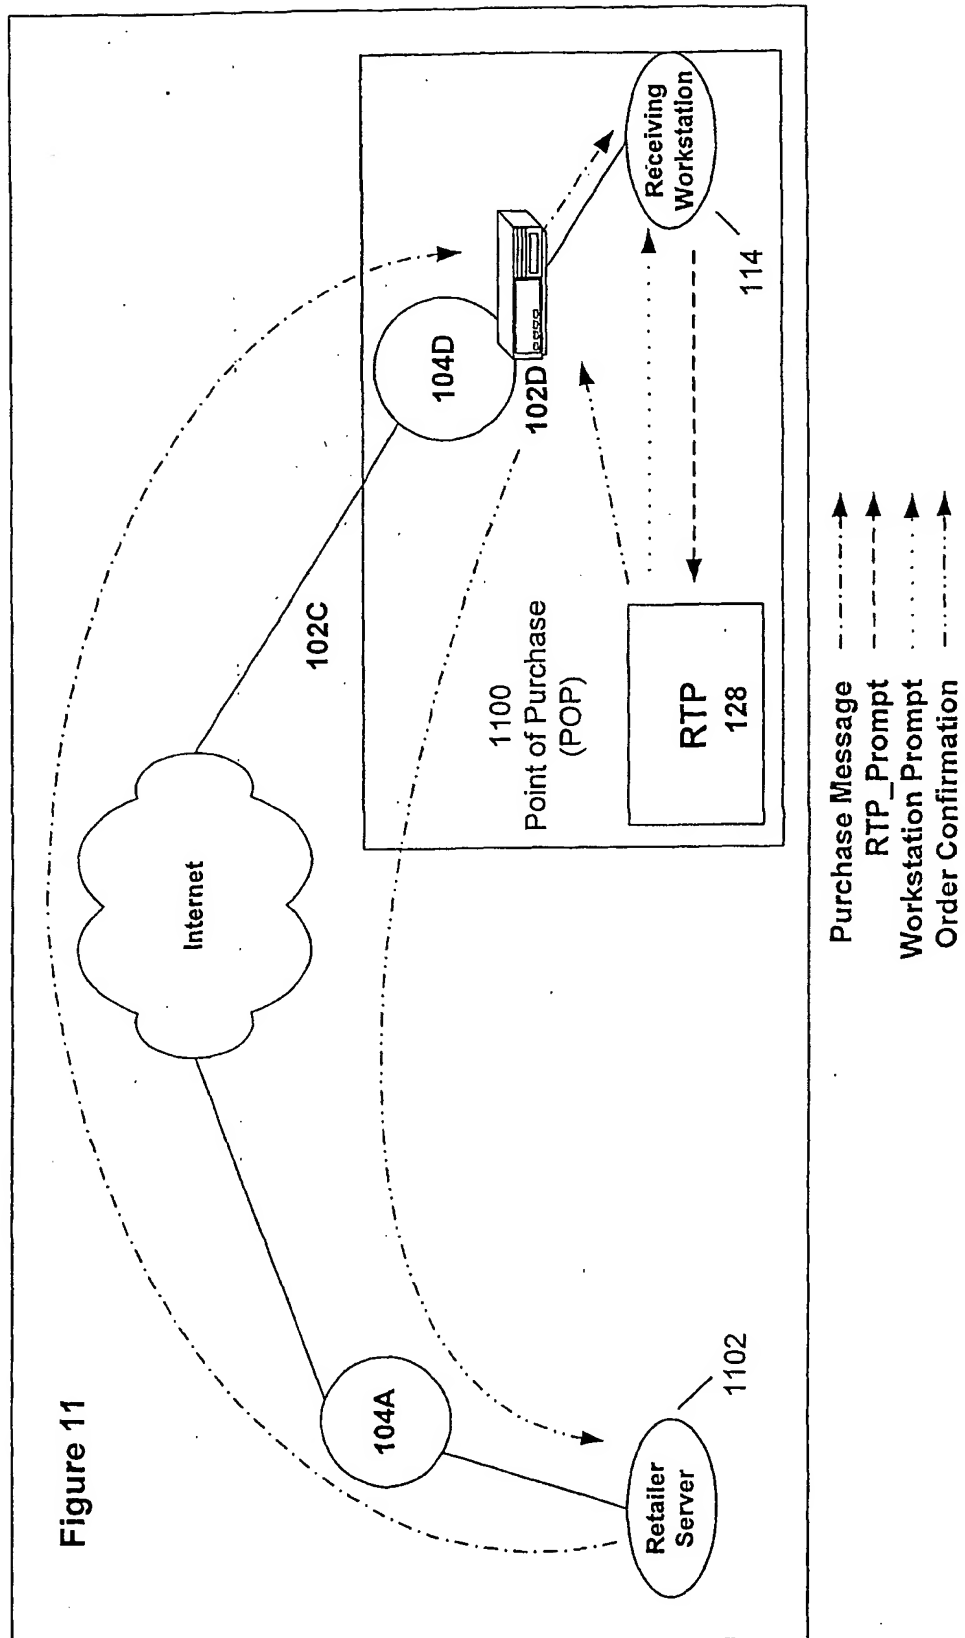 Figure 11
Internet
104A
Retailer
Server
1102
102C
104D
102D
1100
Point of Purchase
(POP)
RTP
128
Receiving
Workstation
114
Purchase Message
RTP_Prompt
Workstation Prompt
Order Confirmation